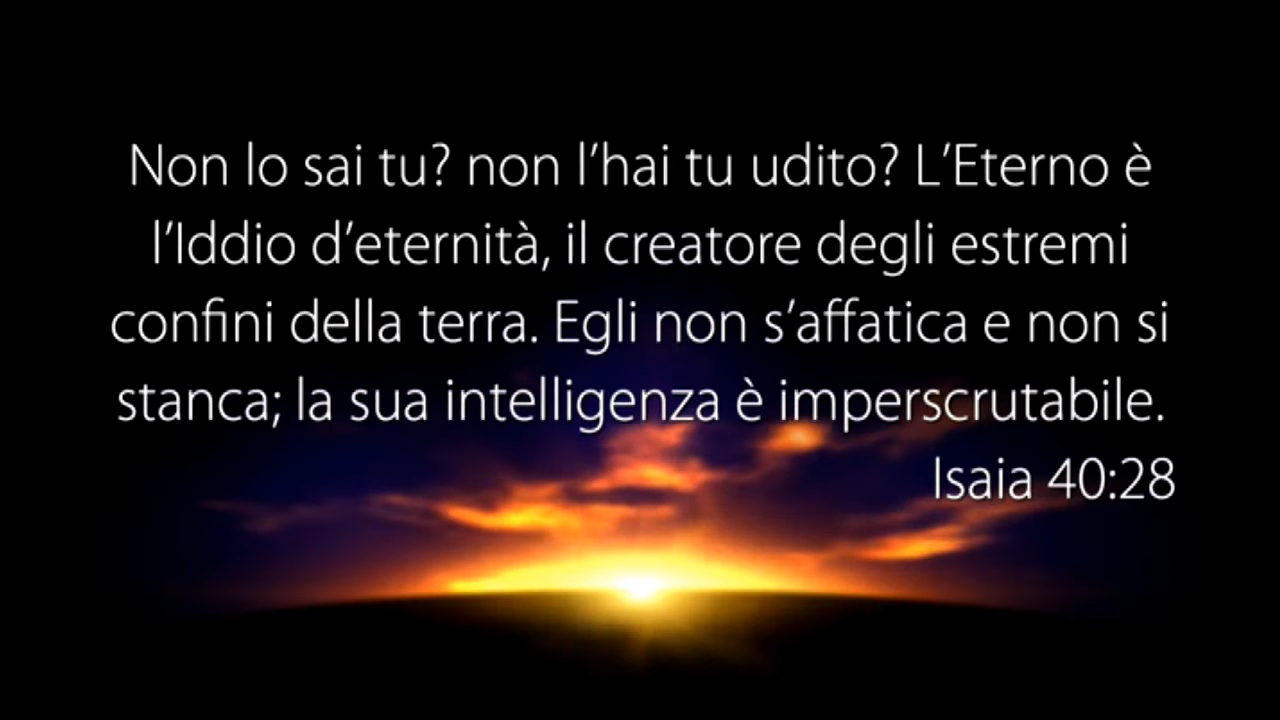 Non lo sai tu? non l’hai tu udito? L’Eterno è
l’Iddio d’eternità, il creatore degli estremi
confini della terra. Egli non s’affatica e non si
stanca; la sua intelligenza è imperscrutabile.
Isaia 40:28